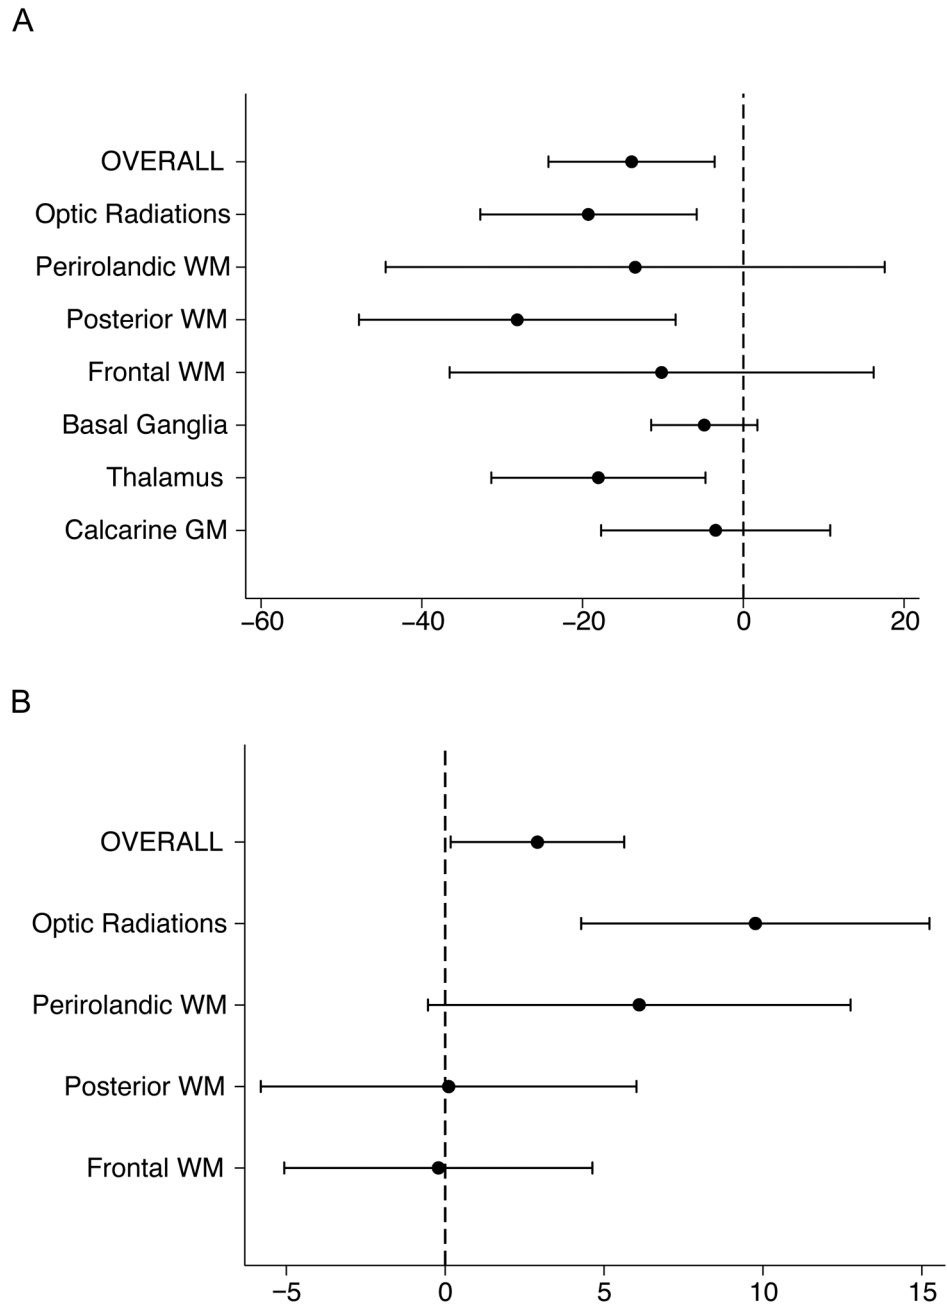 A
OVERALL
Optic Radiations
Perirolandic WM
Posterior WM
Frontal WM
Basal Ganglia
Thalamus
Calcarine GM
−60 −40 −20 0 20
B
OVERALL
Optic Radiations
Perirolandic WM
Posterior WM
Frontal WM
−5 0 5 10 15